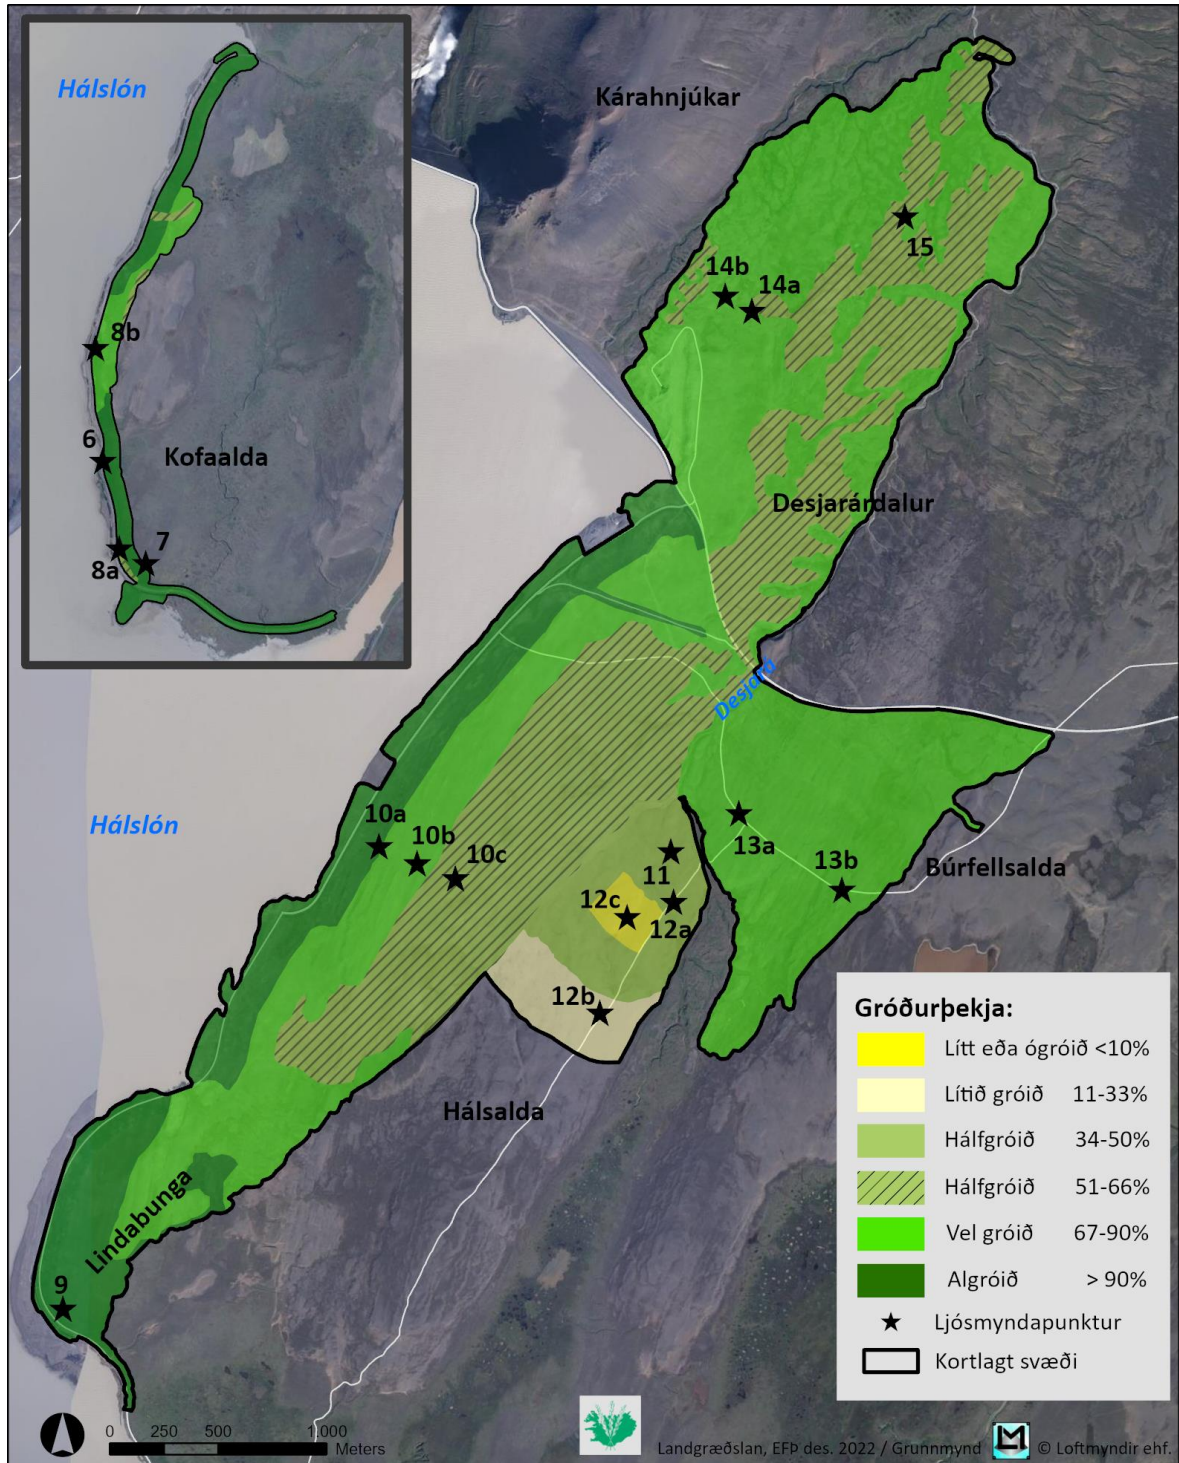 Hálslón
8b
6
Kofaalda
7
8a
Kárahnjúkar
15
14b
14a
Desjarárdalur
Desjará
Hálslón
10a
10b
10c
11
12c
12a
12b
13a
13b
Búrfellsalda
Hálsalda
Lindabunga
9
Gróðurþekja:
Lítt eða ógróið <10%
Lítið gróið 11-33%
Hálfgróið 34-50%
Hálfgróið 51-66%
Vel gróið 67-90%
Algróið > 90%
Ljósmyndapunktur
Kortlagt svæði
0 250 500 1.000
Meters
Landgræðslan, EFÞ des. 2022 / Grunnmynd LM © Loftmyndir ehf.